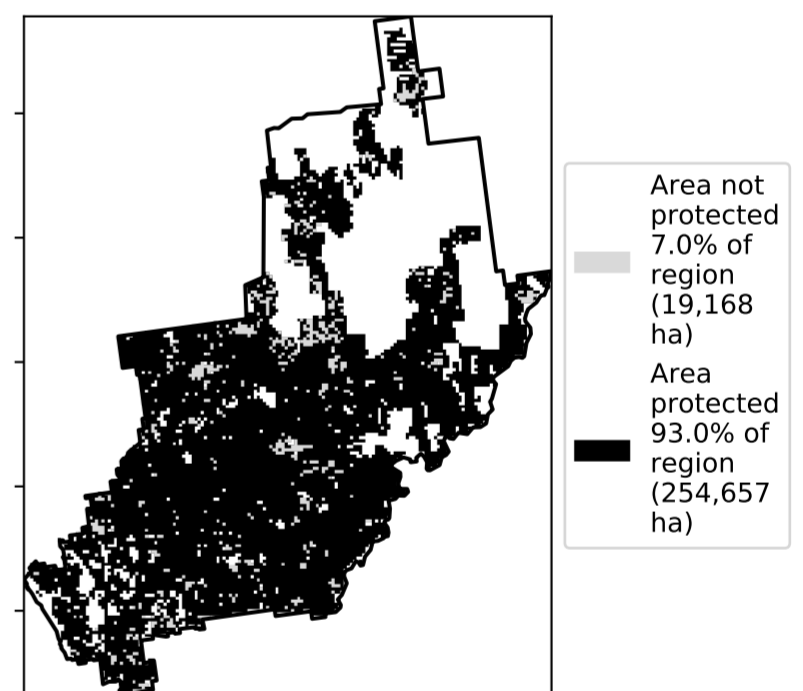 Area not
protected
7.0% of
region
(19,168
ha)
Area
protected
93.0% of
region
(254,657
ha)